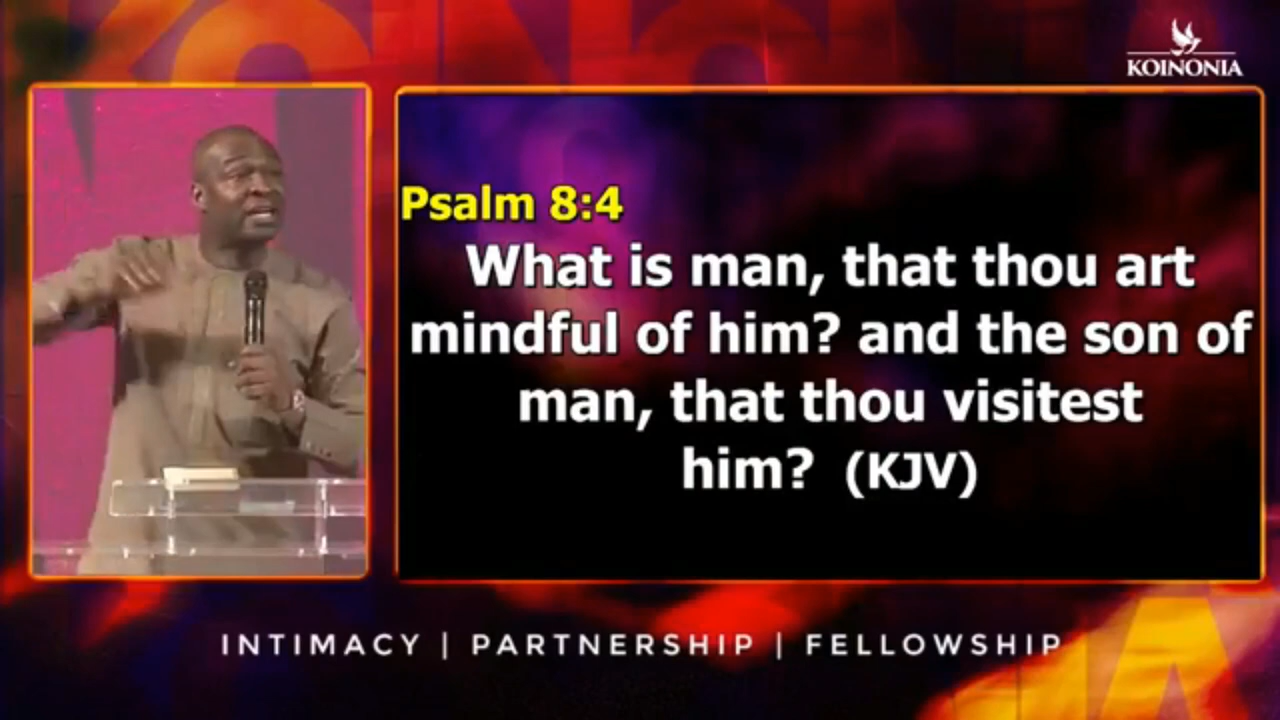 KOINONIA
Psalm 8:4
What is man, that thou art
mindful of him? and the son of
man, that thou visitest
him? (KJV)
INTIMACY | PARTNERSHIP | FELLOWSHIP